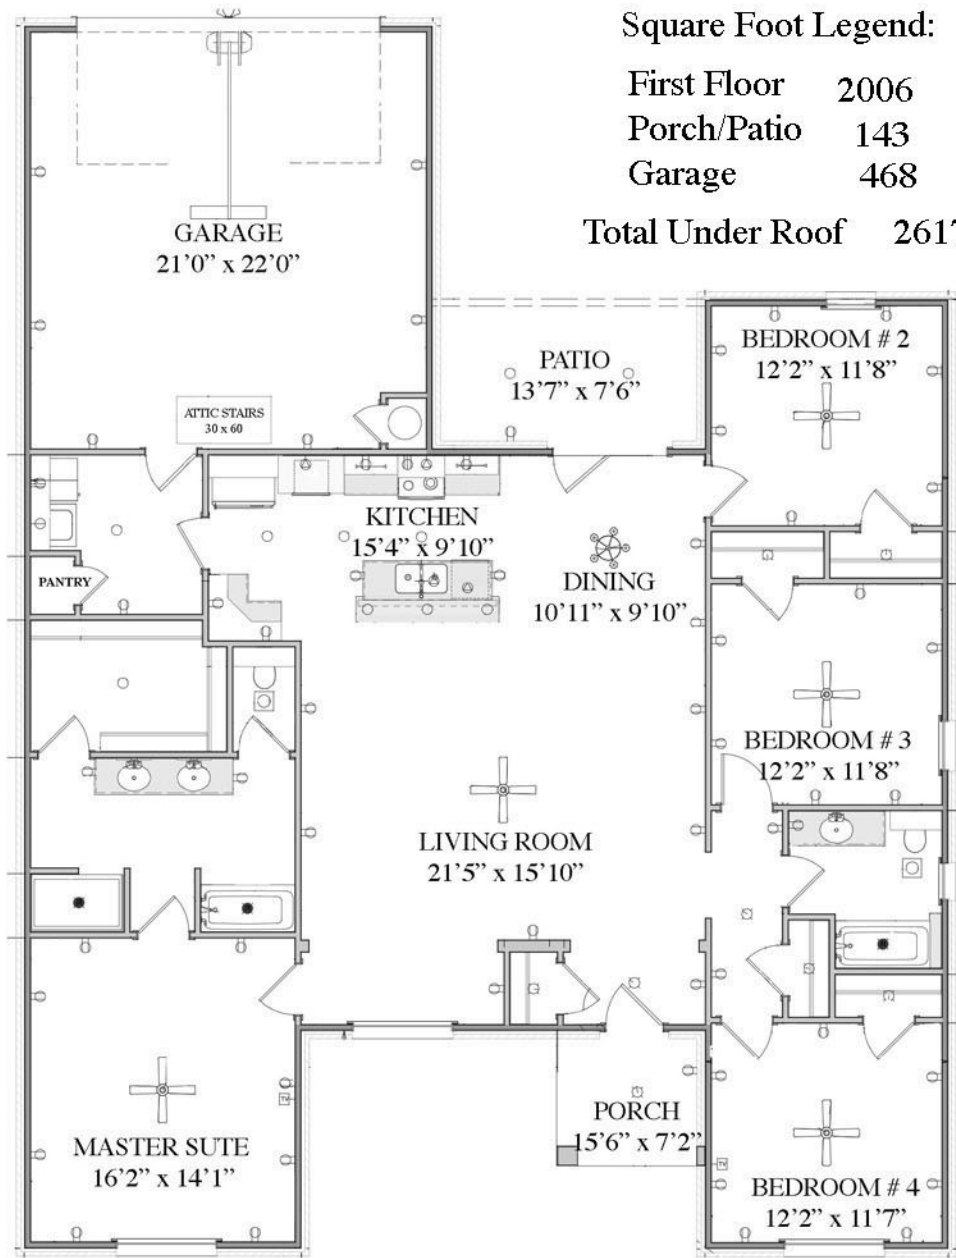 Square Foot Legend:
First Floor 2006
Porch/Patio 143
Garage 468
Total Under Roof 2617
GARAGE
21'0" x 22'0"
ATTIC STAIRS
30 x 60
PATIO
13'7" x 7'6"
BEDROOM # 2
12'2" x 11'8"
KITCHEN
15'4" x 9'10"
PANTRY
DINING
10'11" x 9'10"
BEDROOM # 3
12'2" x 11'8"
LIVING ROOM
21'5" x 15'10"
MASTER SUTE
16'2" x 14'1"
PORCH
15'6" x 7'2"
BEDROOM # 4
12'2" x 11'7"